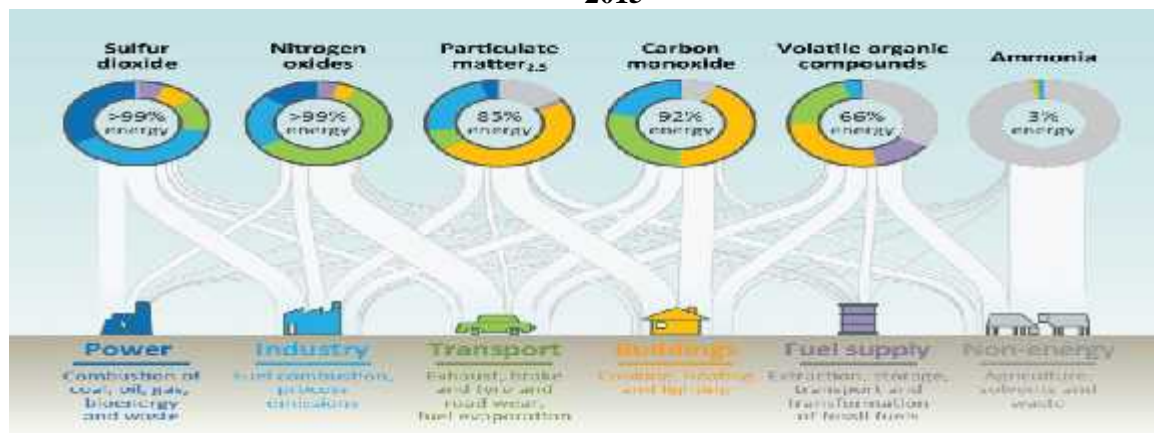 2015
Sulfur
dioxide
Nitrogen
oxides
Particulate
matter2.5
Carbon
monoxide
Volatile organic
compounds
Ammonia
>99%
energy
>99%
energy
85%
energy
92%
energy
66%
energy
3%
energy
Power
Combustion of
coal, oil, gas,
bioenergy
and waste
Industry
Fuel combustion,
process
emissions
Transport
Exhaust, brake
and tyre and
road wear,
fuel evaporation
Buildings
Cooking, heating
and lighting
Fuel supply
Extraction, storage,
transport and
transformation
of fossil fuels
Non-energy
Agriculture,
solvents and
waste